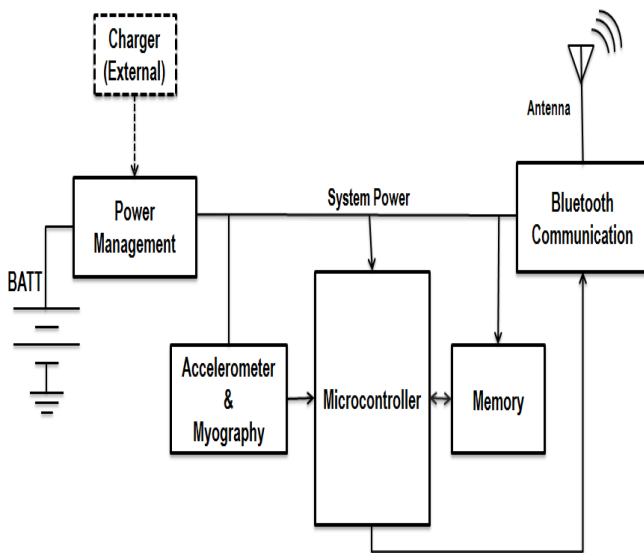 Charger
(External)
Antenna
Power
Management
System Power
Bluetooth
Communication
BATT
Accelerometer
&
Myography
Microcontroller
Memory